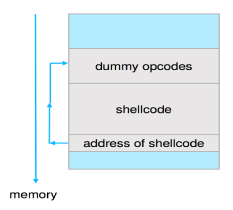 dummy opcodes
shellcode
address of shellcode
memory